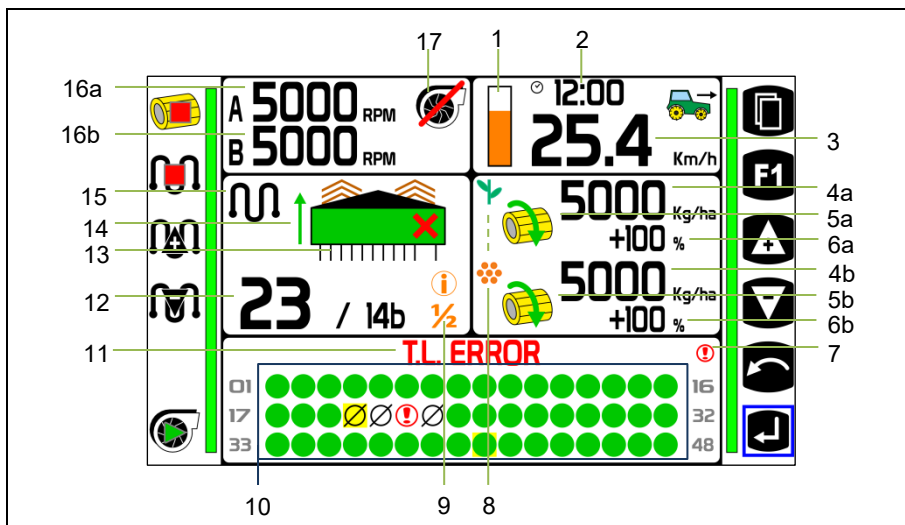 1
2
17
16a
16b
A 5000 RPM
B 5000 RPM
12:00
25.4
Km/h
3
F1
15
14
13
12
23 / 14b
i
½
5000 Kg/ha
+100 %
5000 Kg/ha
+100 %
+
-
4a
5a
6a
4b
5b
6b
11
T.L. ERROR
!
7
01
16
17
!
32
33
48
10
9
8